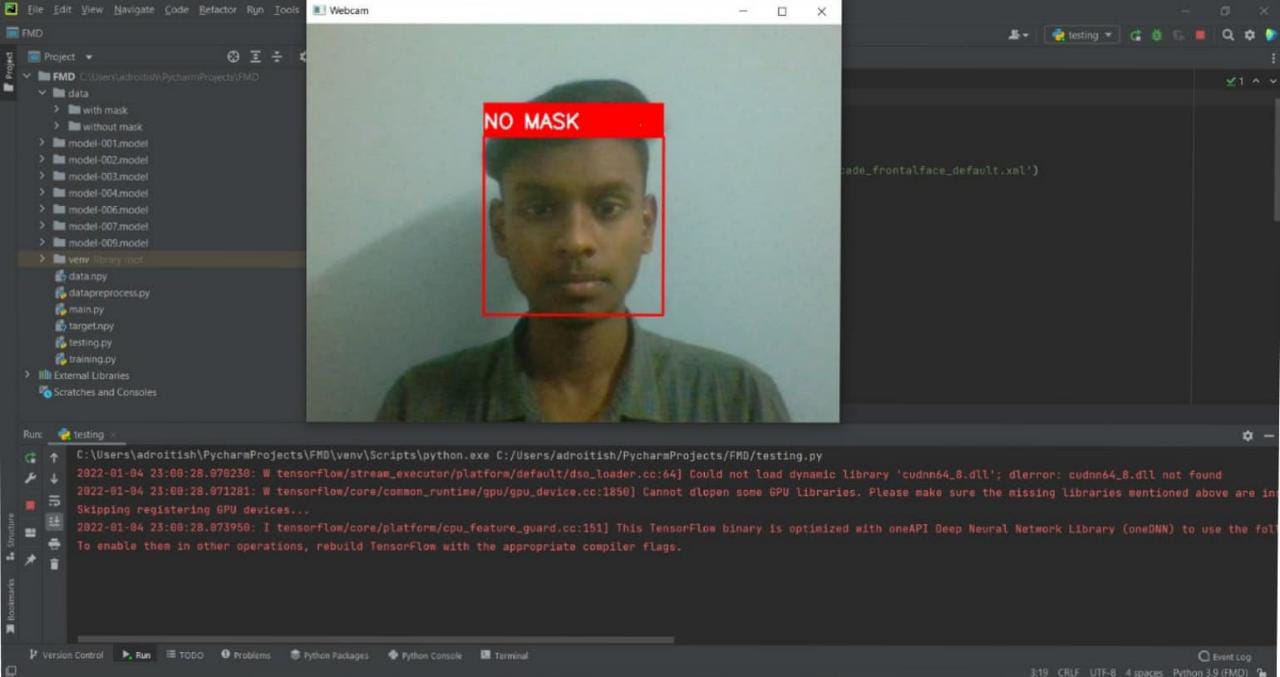 File Edit View Navigate Code Refactor Run Tools
Webcam
FMD
testing
Project
Project
FMD C:\Users\adroitish\PycharmProjects\FMD
1
data
with mask
without mask
model-001.model
model-002.model
model-003.model
model-004.model
model-006.model
model-007.model
model-009.model
venv library root
data.npy
datapreprocess.py
main.py
target.npy
testing.py
training.py
External Libraries
Scratches and Consoles
NO MASK
cade_frontalface_default.xml')
Run: testing
C:\Users\adroitish\PycharmProjects\FMD\venv\Scripts\python.exe C:/Users/adroitish/PycharmProjects/FMD/testing.py
2022-01-04 23:00:28.070230: W tensorflow/stream_executor/platform/default/dso_loader.cc:64] Could not load dynamic library 'cudnn64_8.dll'; dlerror: cudnn64_8.dll not found
2022-01-04 23:00:28.071281: W tensorflow/core/common_runtime/gpu/gpu_device.cc:1850] Cannot dlopen some GPU libraries. Please make sure the missing libraries mentioned above are in
Skipping registering GPU devices...
2022-01-04 23:00:28.073950: I tensorflow/core/platform/cpu_feature_guard.cc:151] This TensorFlow binary is optimized with oneAPI Deep Neural Network Library (oneDNN) to use the fol
To enable them in other operations, rebuild TensorFlow with the appropriate compiler flags.
Structure
Bookmarks
Version Control Run TODO Problems Python Packages Python Console Terminal
Event Log
3:19 CRLF UTF-8 4 spaces Python 3.9 (FMD)